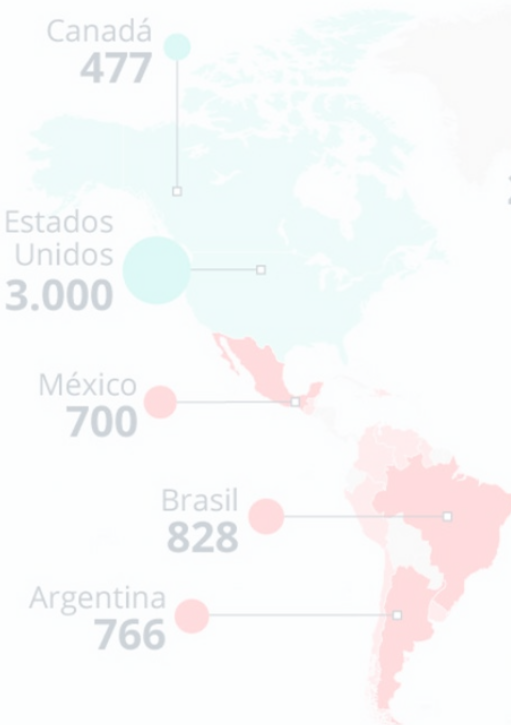 Canadá
477
Estados
Unidos
3.000
México
700
Brasil
828
Argentina
766